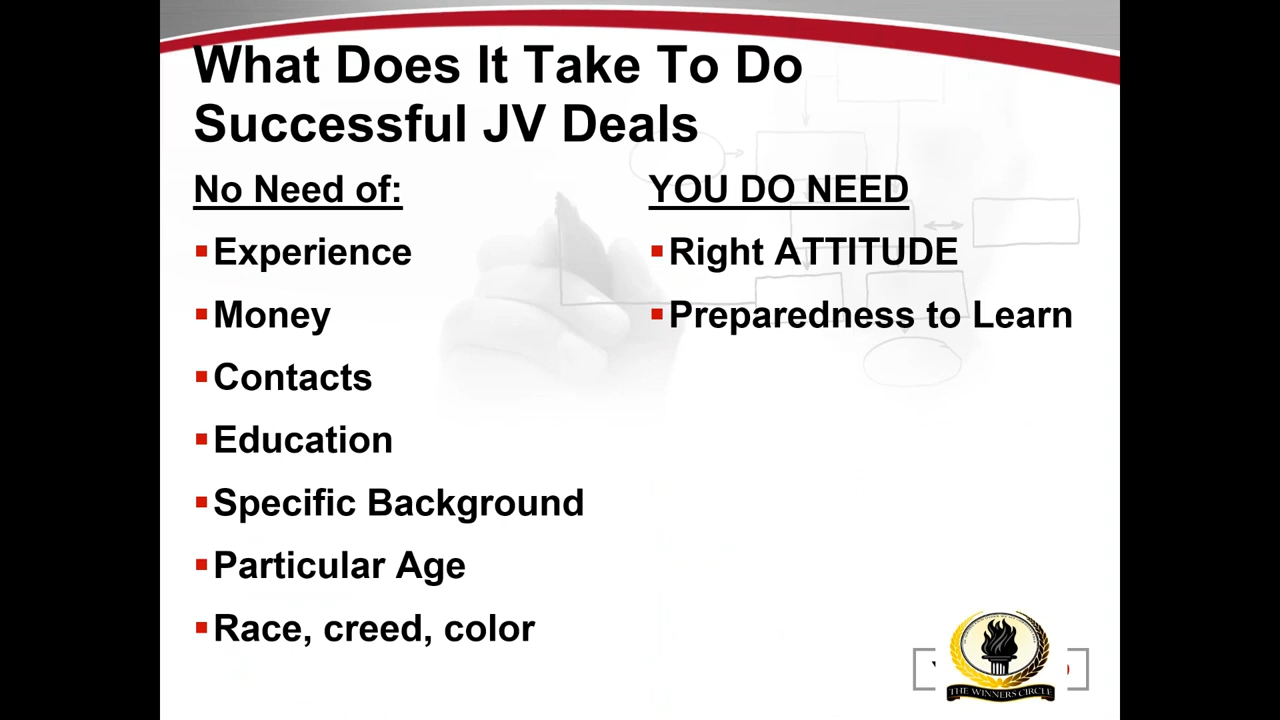 What Does It Take To Do
Successful JV Deals
No Need of:
▪Experience
▪Money
▪Contacts
▪Education
▪Specific Background
▪Particular Age
▪Race, creed, color
YOU DO NEED
▪Right ATTITUDE
▪Preparedness to Learn
THE WINNERS CIRCLE